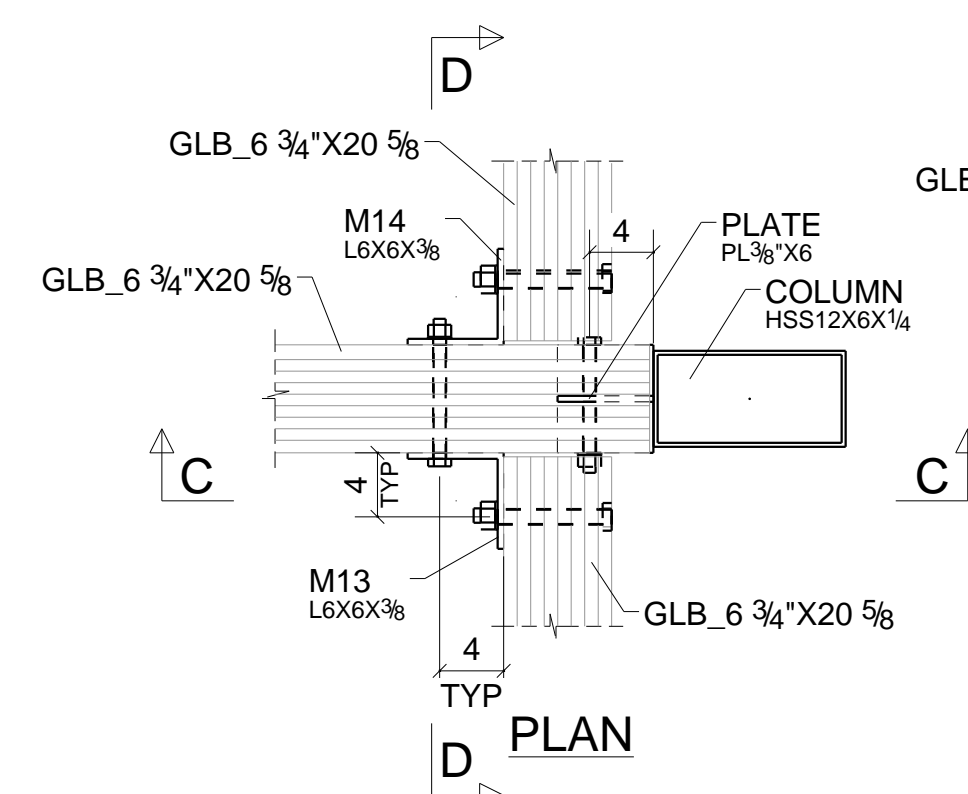 D
GLB_6 3/4"X20 5/8
GLE
M14
L6X6X3/8
4
PLATE
PL3/8"X6
GLB_6 3/4"X20 5/8
COLUMN
HSS12X6X1/4
C
4
TYP
C
M13
L6X6X3/8
GLB_6 3/4"X20 5/8
4
TYP
PLAN
D